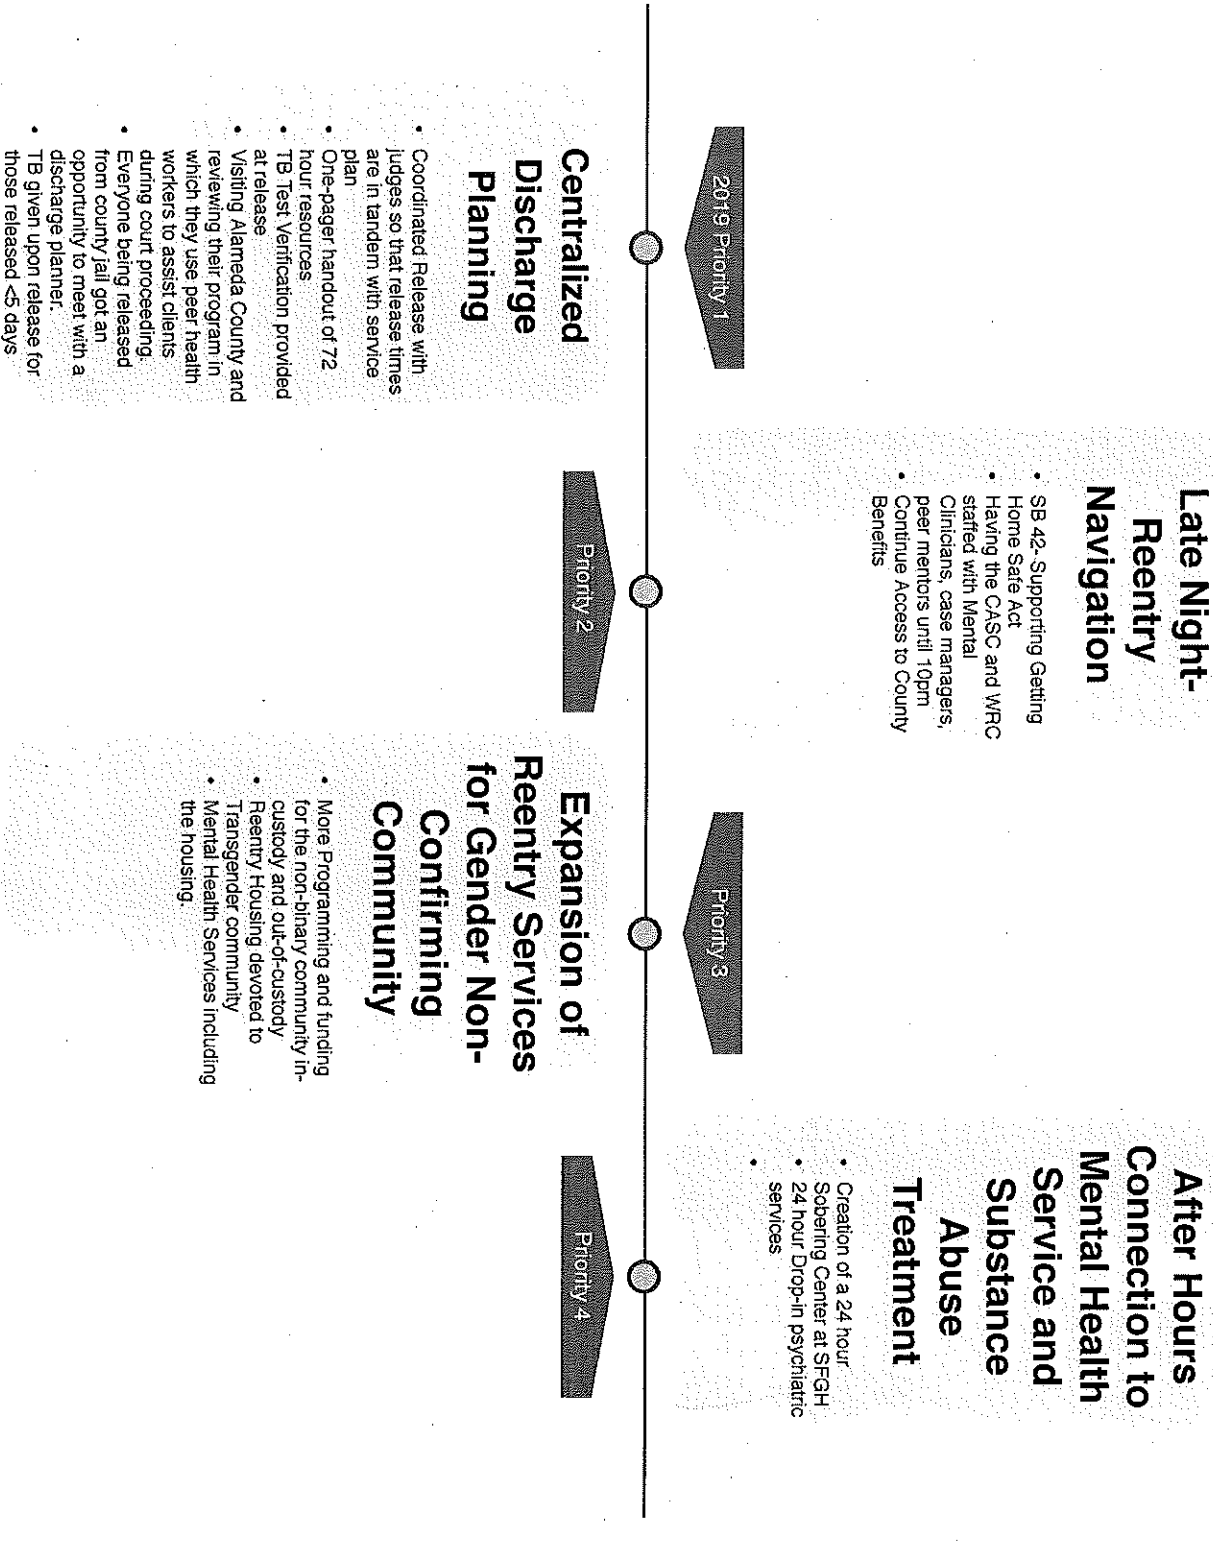 2019 Priority 1
Centralized
Discharge
Planning
• Coordinated Release with
judges so that release times
are in tandem with service
plan
• One-pager handout of 72
hour resources
• TB Test Verification provided
at release
• Visiting Alameda County and
reviewing their program in
which they use peer health
workers to assist clients
during court proceeding.
• Everyone being released
from county jail got an
opportunity to meet with a
discharge planner.
• TB given upon release for
those released <5 days
Late Night-
Reentry
Navigation
• SB 42--Supporting Getting
Home Safe Act
• Having the CASC and WRC
staffed with Mental
Clinicians, case managers,
peer mentors until 10pm
• Continue Access to County
Benefits
Priority 2
Priority 3
Expansion of
Reentry Services
for Gender Non-
Confirming
Community
• More Programming and funding
for the non-binary community in-
custody and out-of-custody
• Reentry Housing devoted to
Transgender community
• Mental Health Services including
the housing.
After Hours
Connection to
Mental Health
Service and
Substance
Abuse
Treatment
• Creation of a 24 hour
Sobering Center at SFGH
• 24 hour Drop-in psychiatric
services
•
Priority 4